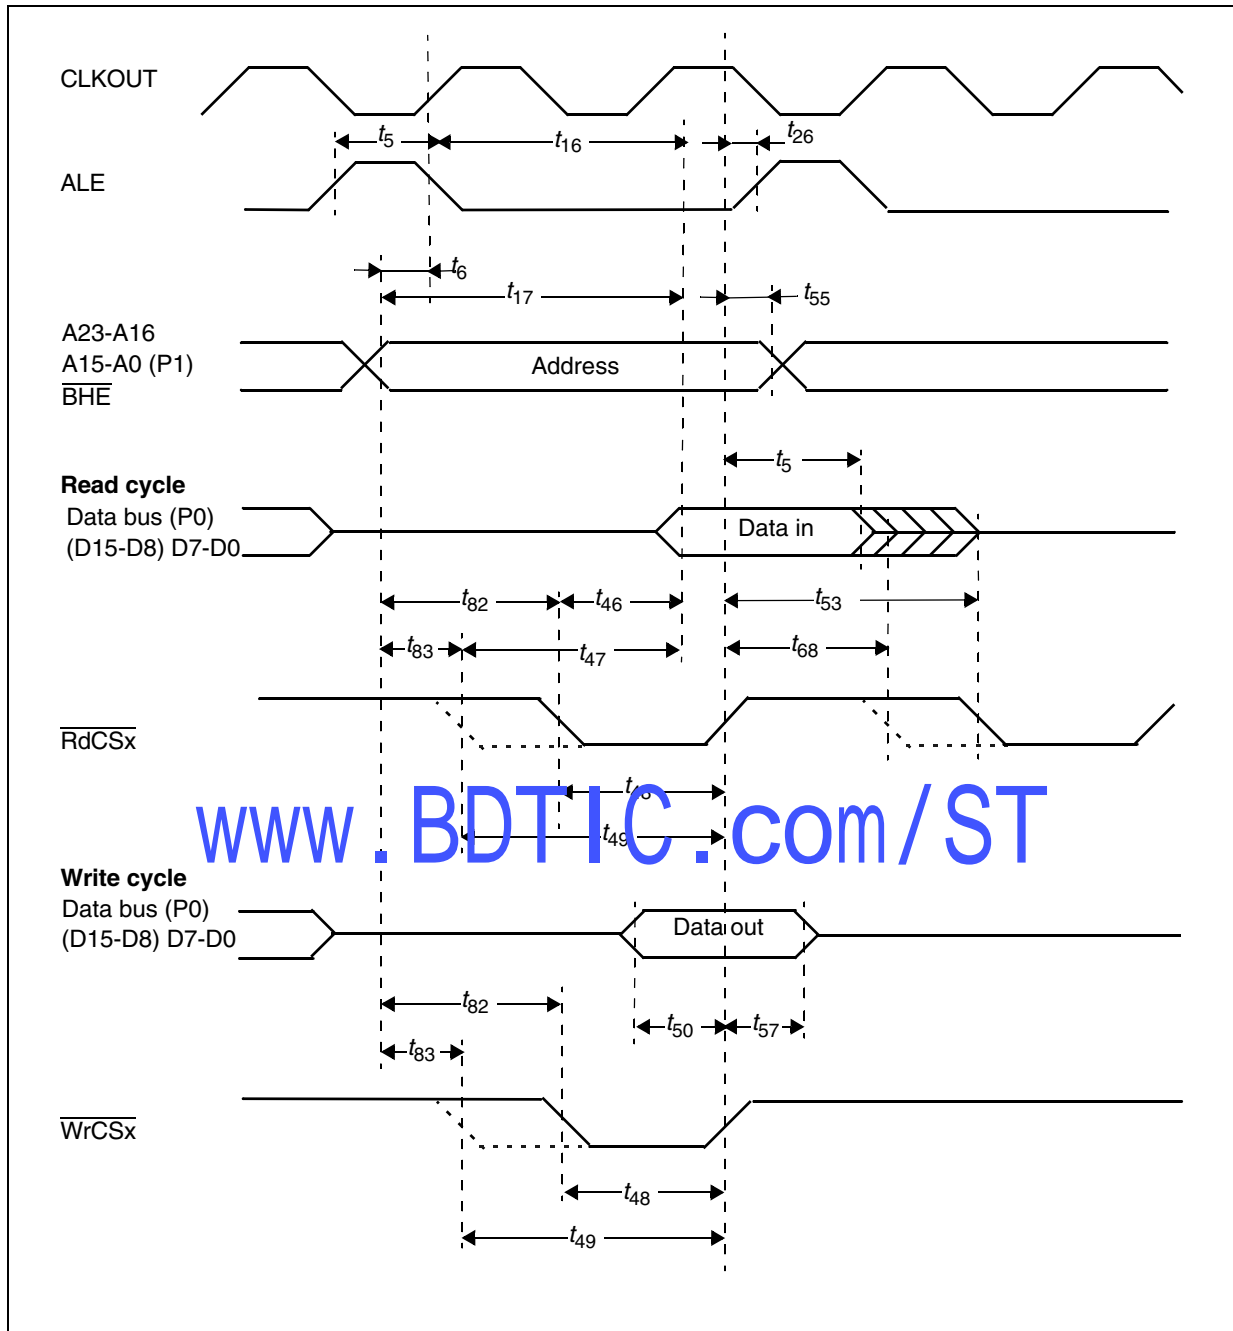 CLKOUT
t5
t16
t26
ALE
t6
t17
t55
A23-A16
A15-A0 (P1)
BHE
Address
t5
Read cycle
Data bus (P0)
(D15-D8) D7-D0
Data in
t82
t46
t53
t83
t47
t68
RdCSx
t48
www.BDTIC.com/ST
t49
Write cycle
Data bus (P0)
(D15-D8) D7-D0
Data out
t82
t50
t57
t83
WrCSx
t48
t49